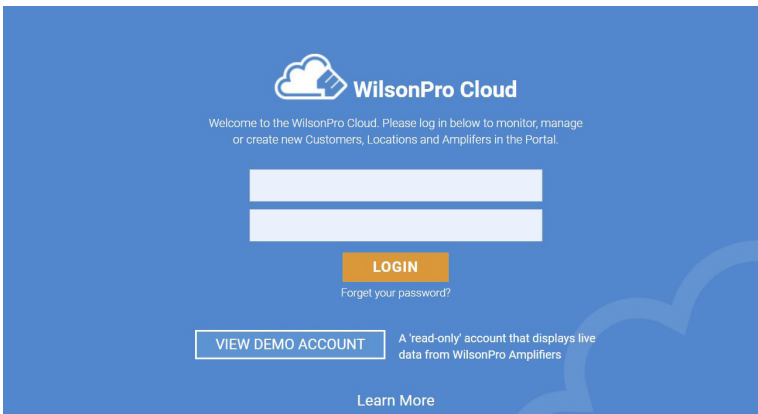 WilsonPro Cloud
Welcome to the WilsonPro Cloud. Please log in below to monitor, manage
or create new Customers, Locations and Amplifers in the Portal.
LOGIN
Forget your password?
VIEW DEMO ACCOUNT
A 'read-only' account that displays live
data from WilsonPro Amplifiers
Learn More